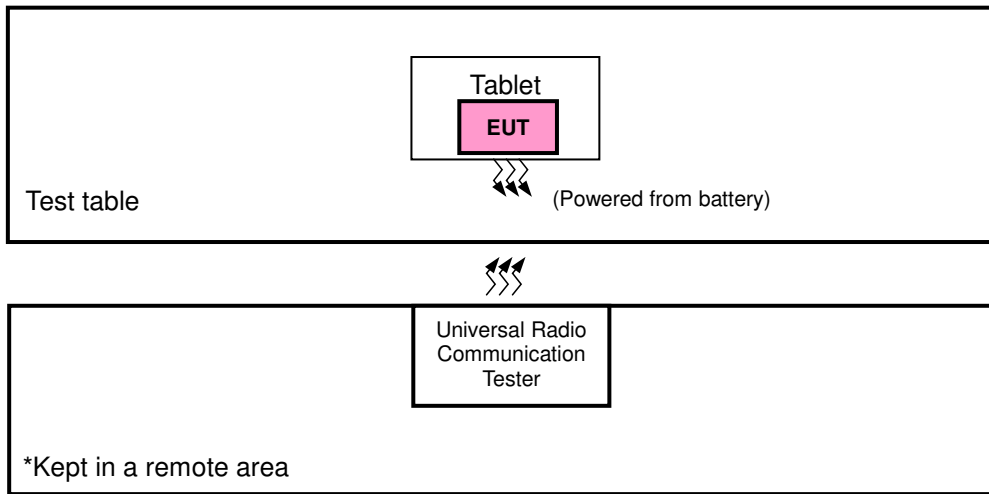 Tablet
EUT
Test table
(Powered from battery)
Universal Radio
Communication
Tester
*Kept in a remote area